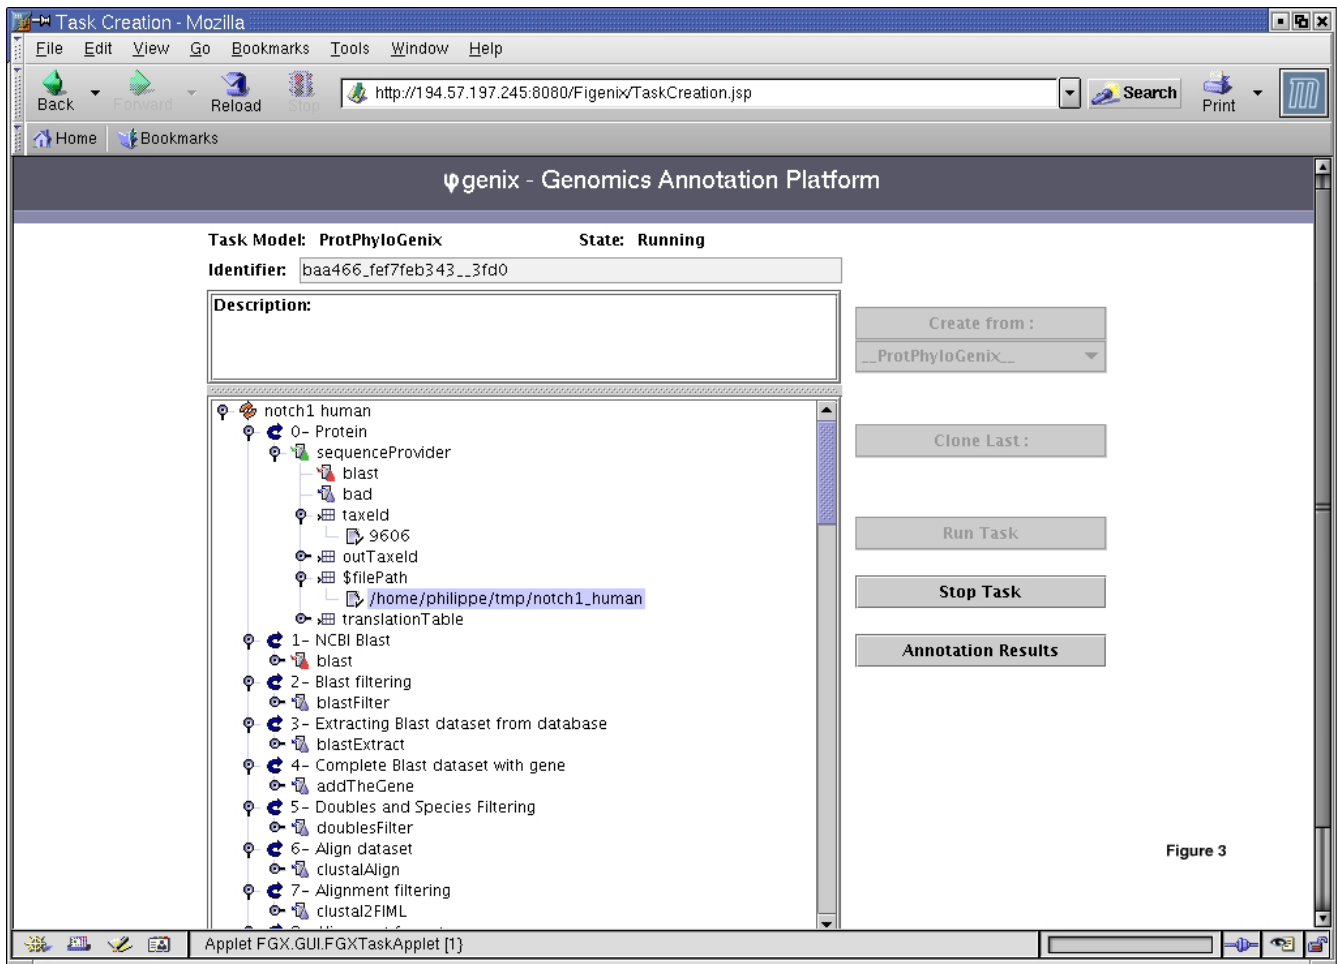 Task Creation - Mozilla
File Edit View Go Bookmarks Tools Window Help
Back Forward Reload Stop http://194.57.197.245:8080/Figenix/TaskCreation.jsp Search Print
Home Bookmarks
φgenix - Genomics Annotation Platform
Task Model: ProtPhyloGenix State: Running
Identifier: baa466_fef7feb343__3fd0
Description:
Create from :
__ProtPhyloGenix__
Clone Last :
Run Task
Stop Task
Annotation Results
notch1 human
0- Protein
sequenceProvider
blast
bad
taxeId
9606
outTaxeId
$filePath
/home/philippe/tmp/notch1_human
translationTable
1- NCBI Blast
blast
2- Blast filtering
blastFilter
3- Extracting Blast dataset from database
blastExtract
4- Complete Blast dataset with gene
addTheGene
5- Doubles and Species Filtering
doublesFilter
6- Align dataset
clustalAlign
7- Alignment filtering
clustal2FIML
Figure 3
Applet FGX.GUI.FGXTaskApplet [1}